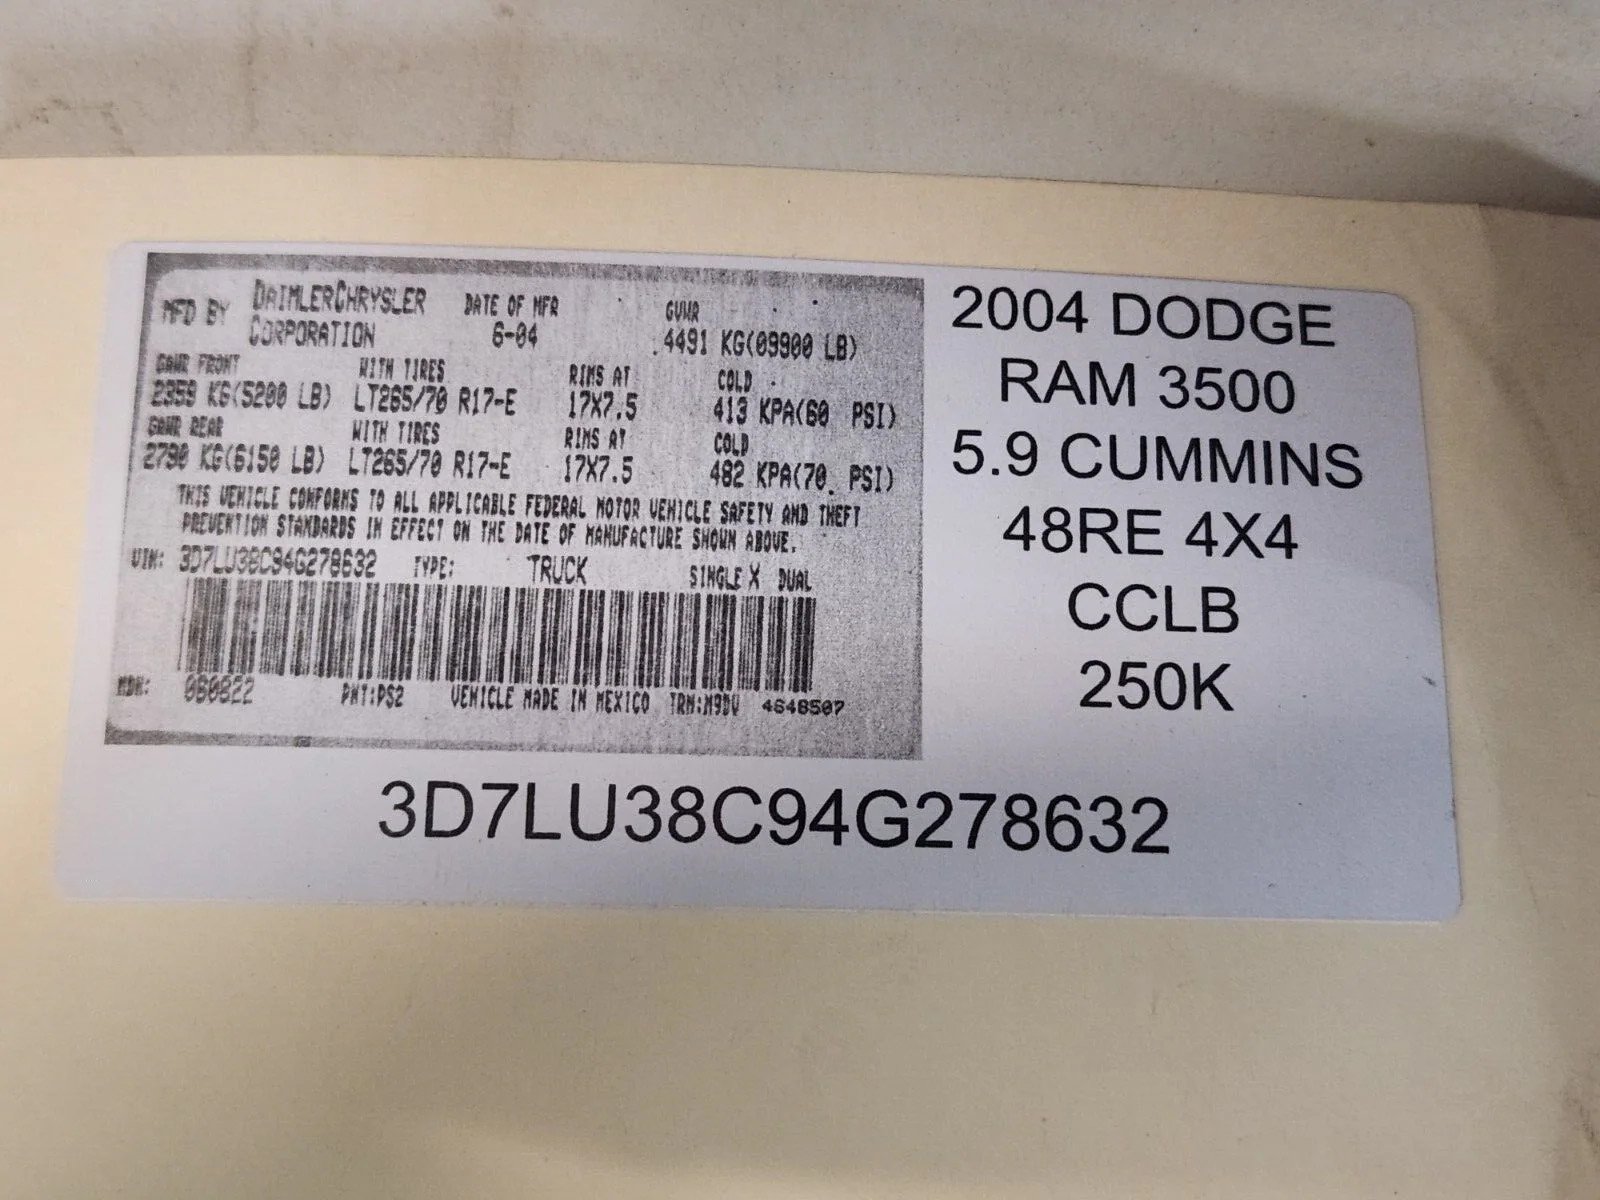 MFD BY DAIMLERCHRYSLER CORPORATION
DATE OF MFR 6-04
GVWR 4491 KG(09900 LB)
GAWR FRONT WITH TIRES RIMS AT COLD
2359 KG(5200 LB) LT265/70 R17-E 17X7.5 413 KPA(60 PSI)
GAWR REAR WITH TIRES RIMS AT COLD
2790 KG(6150 LB) LT265/70 R17-E 17X7.5 482 KPA(70 PSI)
THIS VEHICLE CONFORMS TO ALL APPLICABLE FEDERAL MOTOR VEHICLE SAFETY AND THEFT
PREVENTION STANDARDS IN EFFECT ON THE DATE OF MANUFACTURE SHOWN ABOVE.
VIN: 3D7LU38C94G278632 TYPE: TRUCK SINGLE X DUAL
MDH: PNT:PS2 VEHICLE MADE IN MEXICO TRM:M9DV 4648507
2004 DODGE
RAM 3500
5.9 CUMMINS
48RE 4X4
CCLB
250K
3D7LU38C94G278632